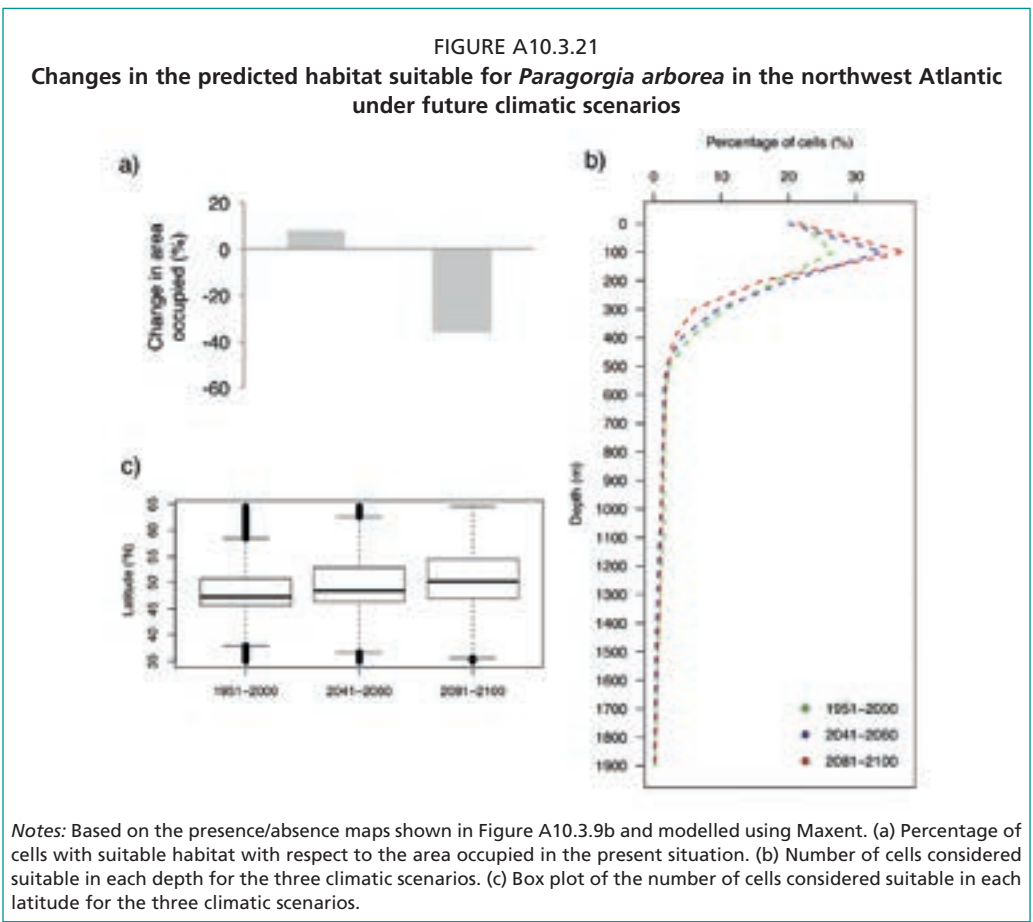 FIGURE A10.3.21
Changes in the predicted habitat suitable for Paragorgia arborea in the northwest Atlantic
under future climatic scenarios
a)
20
0
-20
-40
-60
Change in area
occupied (%)
b)
Percentage of cells (%)
0 10 20 30
0
100
200
300
400
500
600
700
800
900
1000
1100
1200
1300
1400
1500
1600
1700
1800
1900
Depth (m)
1951-2000
2041-2060
2081-2100
c)
65
60
55
50
45
40
35
Latitude (°N)
1951-2000 2041-2060 2081-2100
Notes: Based on the presence/absence maps shown in Figure A10.3.9b and modelled using Maxent. (a) Percentage of
cells with suitable habitat with respect to the area occupied in the present situation. (b) Number of cells considered
suitable in each depth for the three climatic scenarios. (c) Box plot of the number of cells considered suitable in each
latitude for the three climatic scenarios.